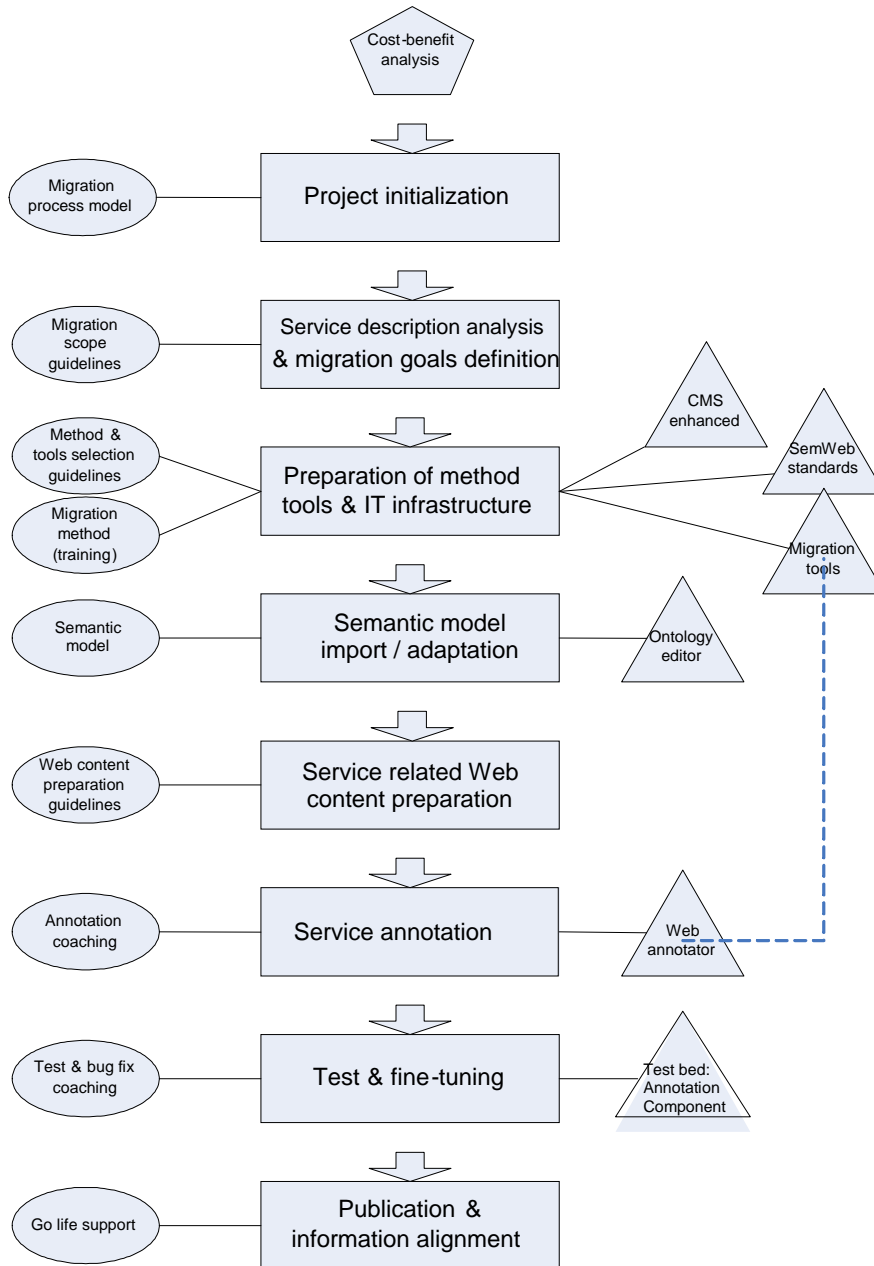 Cost-benefit
analysis
Migration
process model
Project initialization
Migration
scope
guidelines
Service description analysis
& migration goals definition
CMS
enhanced
Method &
tools selection
guidelines
SemWeb
standards
Preparation of method
tools & IT infrastructure
Migration
method
(training)
Migration
tools
Semantic
model
Semantic model
import / adaptation
Ontology
editor
Web content
preparation
guidelines
Service related Web
content preparation
Annotation
coaching
Service annotation
Web
annotator
Test & bug fix
coaching
Test & fine-tuning
Test bed:
Annotation
Component
Go life support
Publication &
information alignment